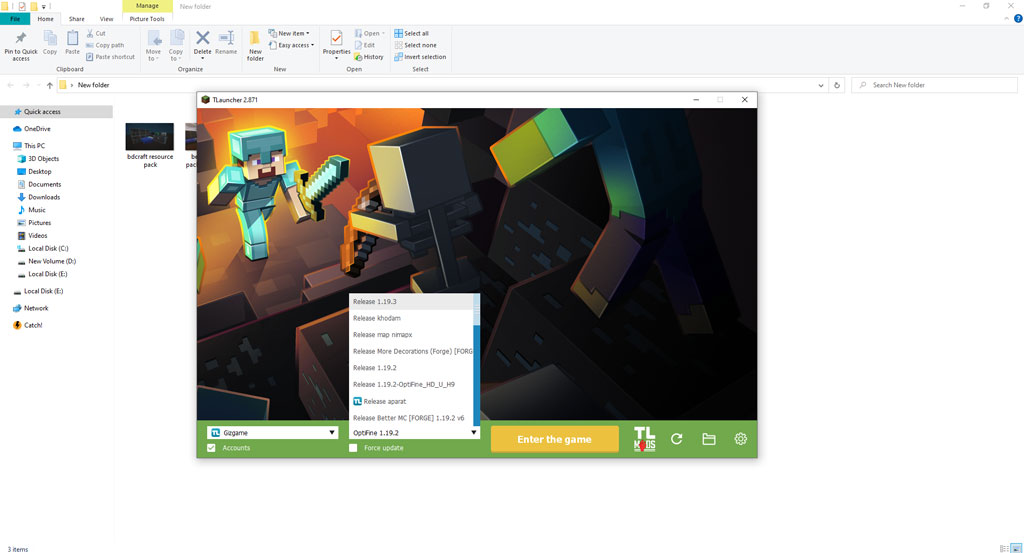 Manage
New folder
File
Home
Share
View
Picture Tools
Pin to Quick
access
Copy
Paste
Cut
Copy path
Paste shortcut
Clipboard
Move
to
Copy
to
Delete
Rename
Organize
New
folder
New item
Easy access
New
Properties
Open
Edit
History
Open
Select all
Select none
Invert selection
Select
New folder
Search New folder
Quick access
OneDrive
This PC
3D Objects
Desktop
Documents
Downloads
Music
Pictures
Videos
Local Disk (C:)
New Volume (D:)
Local Disk (E:)
Local Disk (E:)
Network
Catch!
bdcraft resource
pack
TLauncher 2.871
Release 1.19.3
Release khodam
Release map nimapx
Release More Decorations (Forge) [FORG
Release 1.19.2
Release 1.19.2-OptiFine_HD_U_H9
TL Release aparat
Release Better MC [FORGE] 1.19.2 v6
TL Gizgame
OptiFine 1.19.2
Enter the game
TL
MODS
Accounts
Force update
3 items